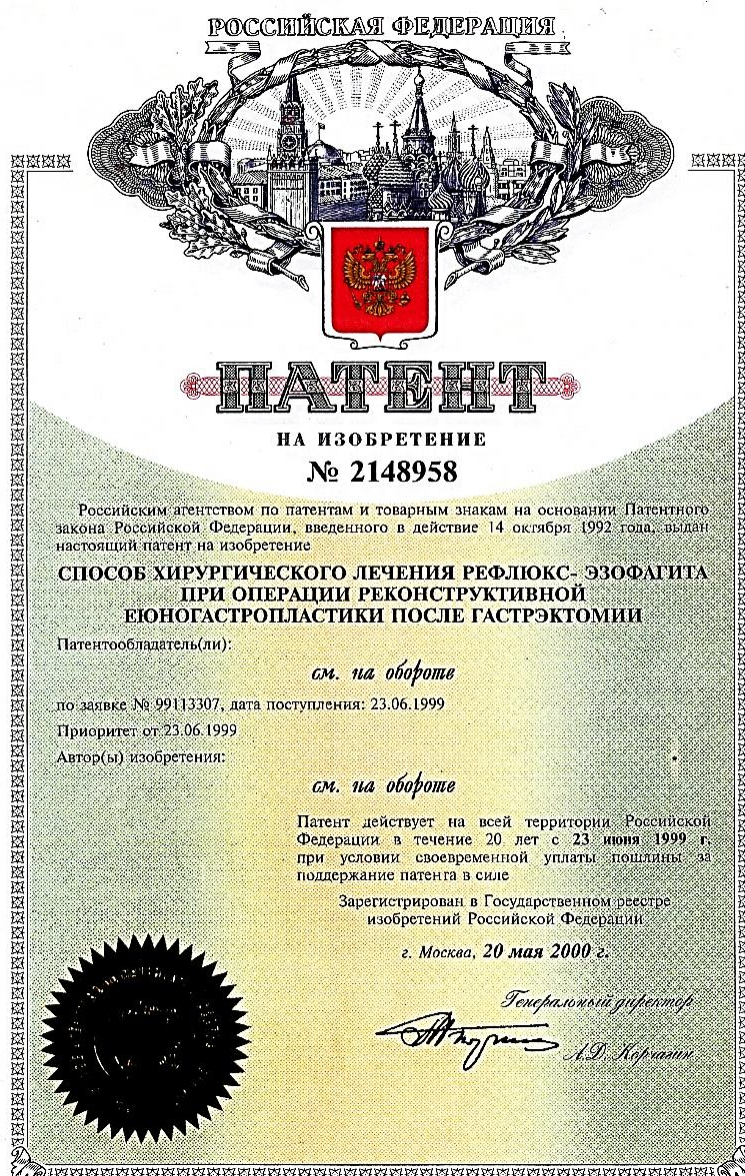 РОССИЙСКАЯ ФЕДЕРАЦИЯ
ПАТЕНТ
НА ИЗОБРЕТЕНИЕ
№ 2148958
Российским агентством по патентам и товарным знакам на основании Патентного
закона Российской Федерации, введенного в действие 14 октября 1992 года, выдан
настоящий патент на изобретение
СПОСОБ ХИРУРГИЧЕСКОГО ЛЕЧЕНИЯ РЕФЛЮКС- ЭЗОФАГИТА
ПРИ ОПЕРАЦИИ РЕКОНСТРУКТИВНОЙ
ЕЮНОГАСТРОПЛАСТИКИ ПОСЛЕ ГАСТРЭКТОМИИ
Патентообладатель(ли):
см. на обороте
по заявке № 99113307, дата поступления: 23.06.1999
Приоритет от 23.06.1999
Автор(ы) изобретения:
см. на обороте
Патент действует на всей территории Российской
Федерации в течение 20 лет с 23 июня 1999 г.
при условии своевременной уплаты пошлины за
поддержание патента в силе
Зарегистрирован в Государственном реестре
изобретений Российской Федерации
г. Москва, 20 мая 2000 г.
Генеральный директор
А.Д. Корчагин